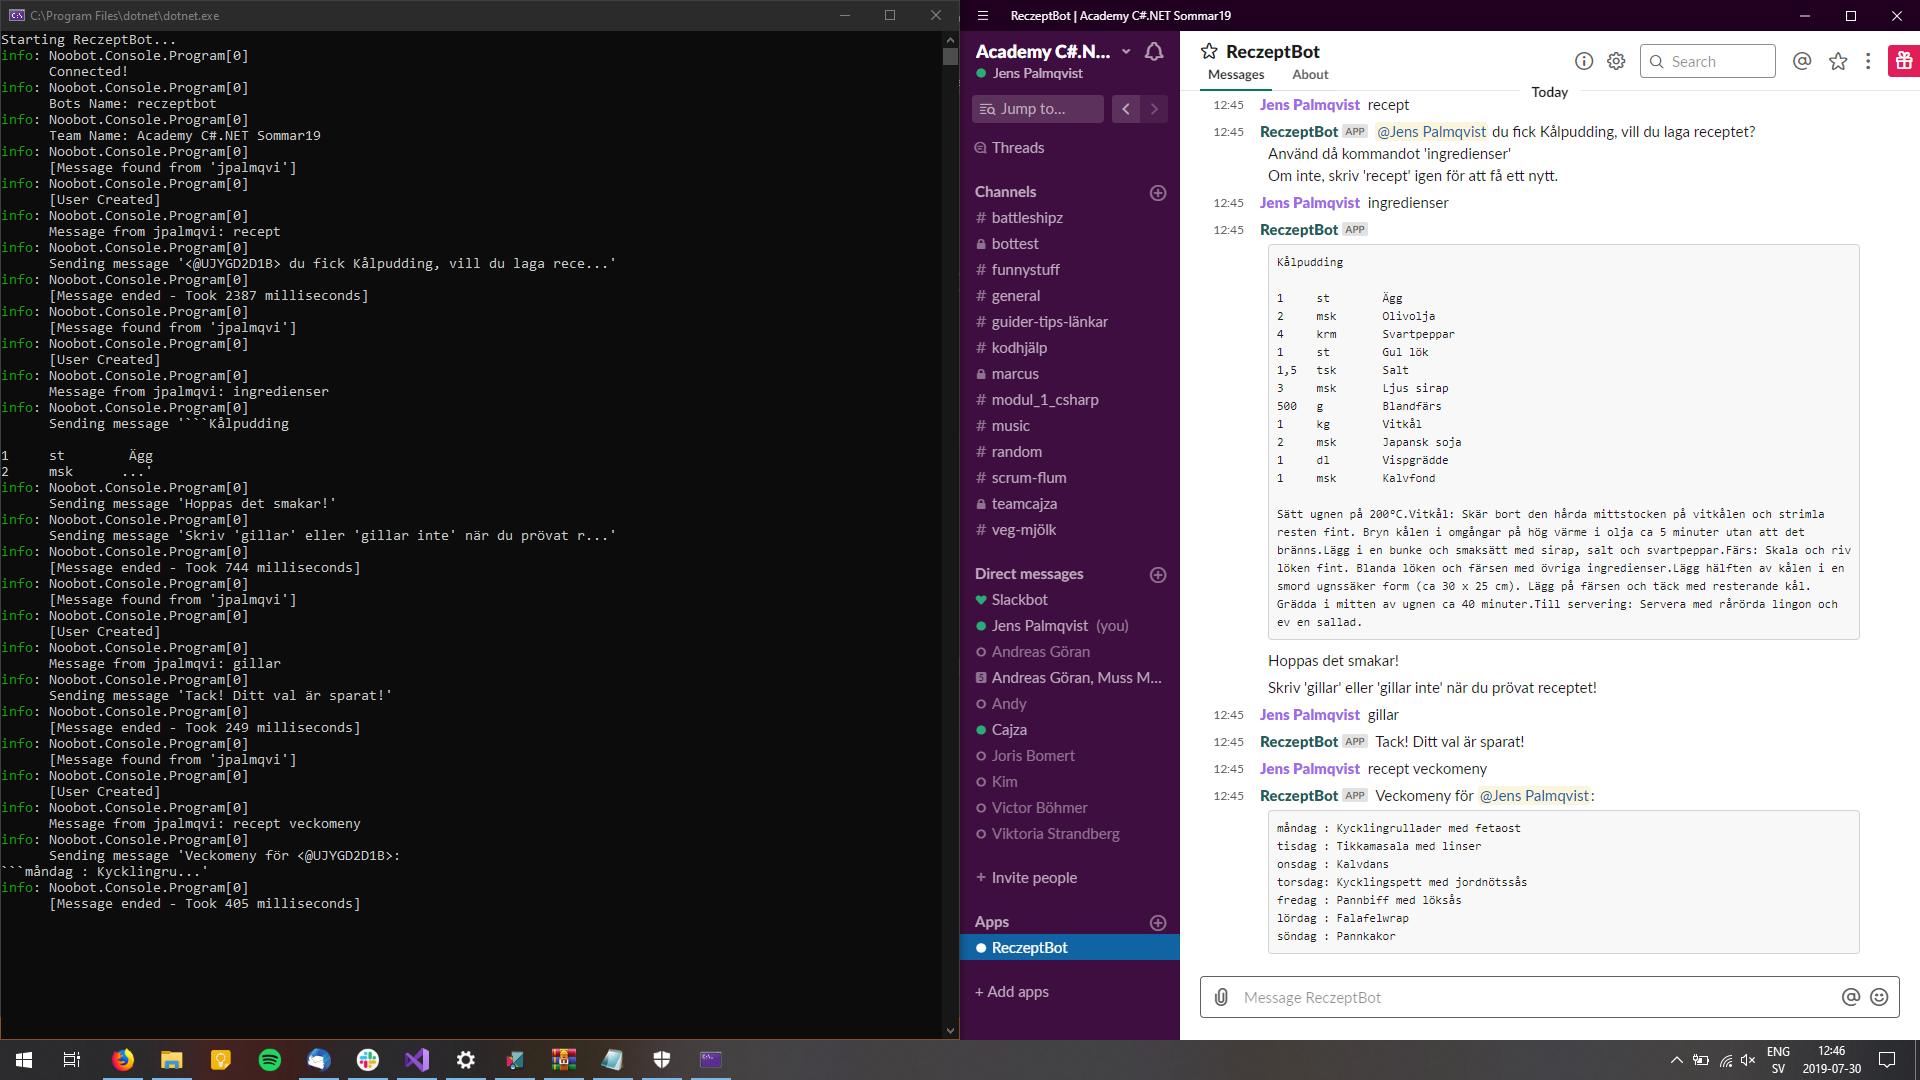 C:\Program Files\dotnet\dotnet.exe
Starting ReczeptBot...
info: Noobot.Console.Program[0]
Connected!
info: Noobot.Console.Program[0]
Bots Name: reczeptbot
info: Noobot.Console.Program[0]
Team Name: Academy C#.NET Sommar19
info: Noobot.Console.Program[0]
[Message found from 'jpalmqvi']
info: Noobot.Console.Program[0]
[User Created]
info: Noobot.Console.Program[0]
Message from jpalmqvi: recept
info: Noobot.Console.Program[0]
Sending message '<@UJYGD2D1B> du fick Kålpudding, vill du laga rece...'
info: Noobot.Console.Program[0]
[Message ended - Took 2387 milliseconds]
info: Noobot.Console.Program[0]
[Message found from 'jpalmqvi']
info: Noobot.Console.Program[0]
[User Created]
info: Noobot.Console.Program[0]
Message from jpalmqvi: ingredienser
info: Noobot.Console.Program[0]
Sending message '```Kålpudding
1 st Ägg
2 msk ...'
info: Noobot.Console.Program[0]
Sending message 'Hoppas det smakar!'
info: Noobot.Console.Program[0]
Sending message 'Skriv 'gillar' eller 'gillar inte' när du prövat r...'
info: Noobot.Console.Program[0]
[Message ended - Took 744 milliseconds]
info: Noobot.Console.Program[0]
[Message found from 'jpalmqvi']
info: Noobot.Console.Program[0]
[User Created]
info: Noobot.Console.Program[0]
Message from jpalmqvi: gillar
info: Noobot.Console.Program[0]
Sending message 'Tack! Ditt val är sparat!'
info: Noobot.Console.Program[0]
[Message ended - Took 249 milliseconds]
info: Noobot.Console.Program[0]
[Message found from 'jpalmqvi']
info: Noobot.Console.Program[0]
[User Created]
info: Noobot.Console.Program[0]
Message from jpalmqvi: recept veckomeny
info: Noobot.Console.Program[0]
Sending message 'Veckomeny för <@UJYGD2D1B>:
```måndag : Kycklingru...'
info: Noobot.Console.Program[0]
[Message ended - Took 405 milliseconds]
ReczeptBot | Academy C#.NET Sommar19
Academy C#.N...
Jens Palmqvist
Jump to...
Threads
Channels
# battleshipz
bottest
# funnystuff
# general
# guider-tips-länkar
# kodhjälp
marcus
# modul_1_csharp
# music
# random
# scrum-flum
teamcajza
# veg-mjölk
Direct messages
Slackbot
Jens Palmqvist (you)
Andreas Göran
Andreas Göran, Muss M...
Andy
Cajza
Joris Bomert
Kim
Victor Böhmer
Viktoria Strandberg
+ Invite people
Apps
ReczeptBot
+ Add apps
ReczeptBot
Messages About
Search
Today
12:45 Jens Palmqvist recept
12:45 ReczeptBot APP @Jens Palmqvist du fick Kålpudding, vill du laga receptet?
Använd då kommandot 'ingredienser'
Om inte, skriv 'recept' igen för att få ett nytt.
12:45 Jens Palmqvist ingredienser
12:45 ReczeptBot APP
Kålpudding
1 st Ägg
2 msk Olivolja
4 krm Svartpeppar
1 st Gul lök
1,5 tsk Salt
3 msk Ljus sirap
500 g Blandfärs
1 kg Vitkål
2 msk Japansk soja
1 dl Vispgrädde
1 msk Kalvfond
Sätt ugnen på 200°C.Vitkål: Skär bort den hårda mittstocken på vitkålen och strimla
resten fint. Bryn kålen i omgångar på hög värme i olja ca 5 minuter utan att det
bränns.Lägg i en bunke och smaksätt med sirap, salt och svartpeppar.Färs: Skala och riv
löken fint. Blanda löken och färsen med övriga ingredienser.Lägg hälften av kålen i en
smord ugnssäker form (ca 30 x 25 cm). Lägg på färsen och täck med resterande kål.
Grädda i mitten av ugnen ca 40 minuter.Till servering: Servera med rårörda lingon och
ev en sallad.
Hoppas det smakar!
Skriv 'gillar' eller 'gillar inte' när du prövat receptet!
12:45 Jens Palmqvist gillar
12:45 ReczeptBot APP Tack! Ditt val är sparat!
12:45 Jens Palmqvist recept veckomeny
12:45 ReczeptBot APP Veckomeny för @Jens Palmqvist:
måndag : Kycklingrullader med fetaost
tisdag : Tikkamasala med linser
onsdag : Kalvdans
torsdag: Kycklingspett med jordnötssås
fredag : Pannbiff med löksås
lördag : Falafelwrap
söndag : Pannkakor
Message ReczeptBot
ENG
SV
12:46
2019-07-30